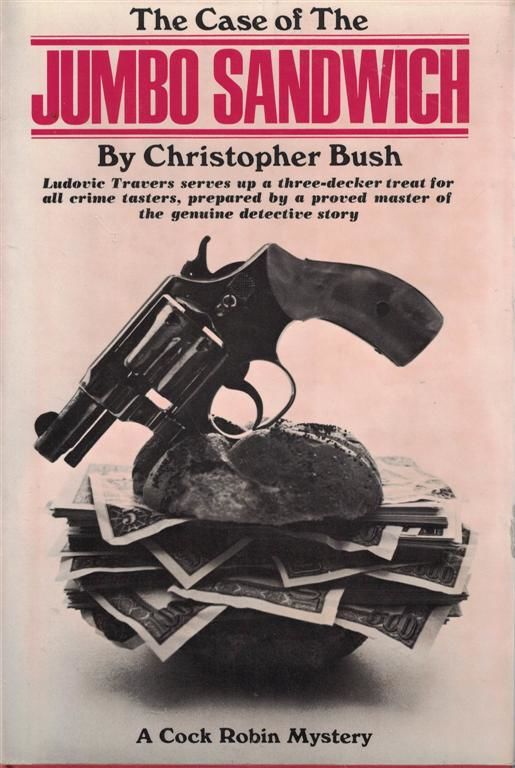 The Case of The
JUMBO SANDWICH
By Christopher Bush
Ludovic Travers serves up a three-decker treat for
all crime tasters, prepared by a proved master of
the genuine detective story
A Cock Robin Mystery